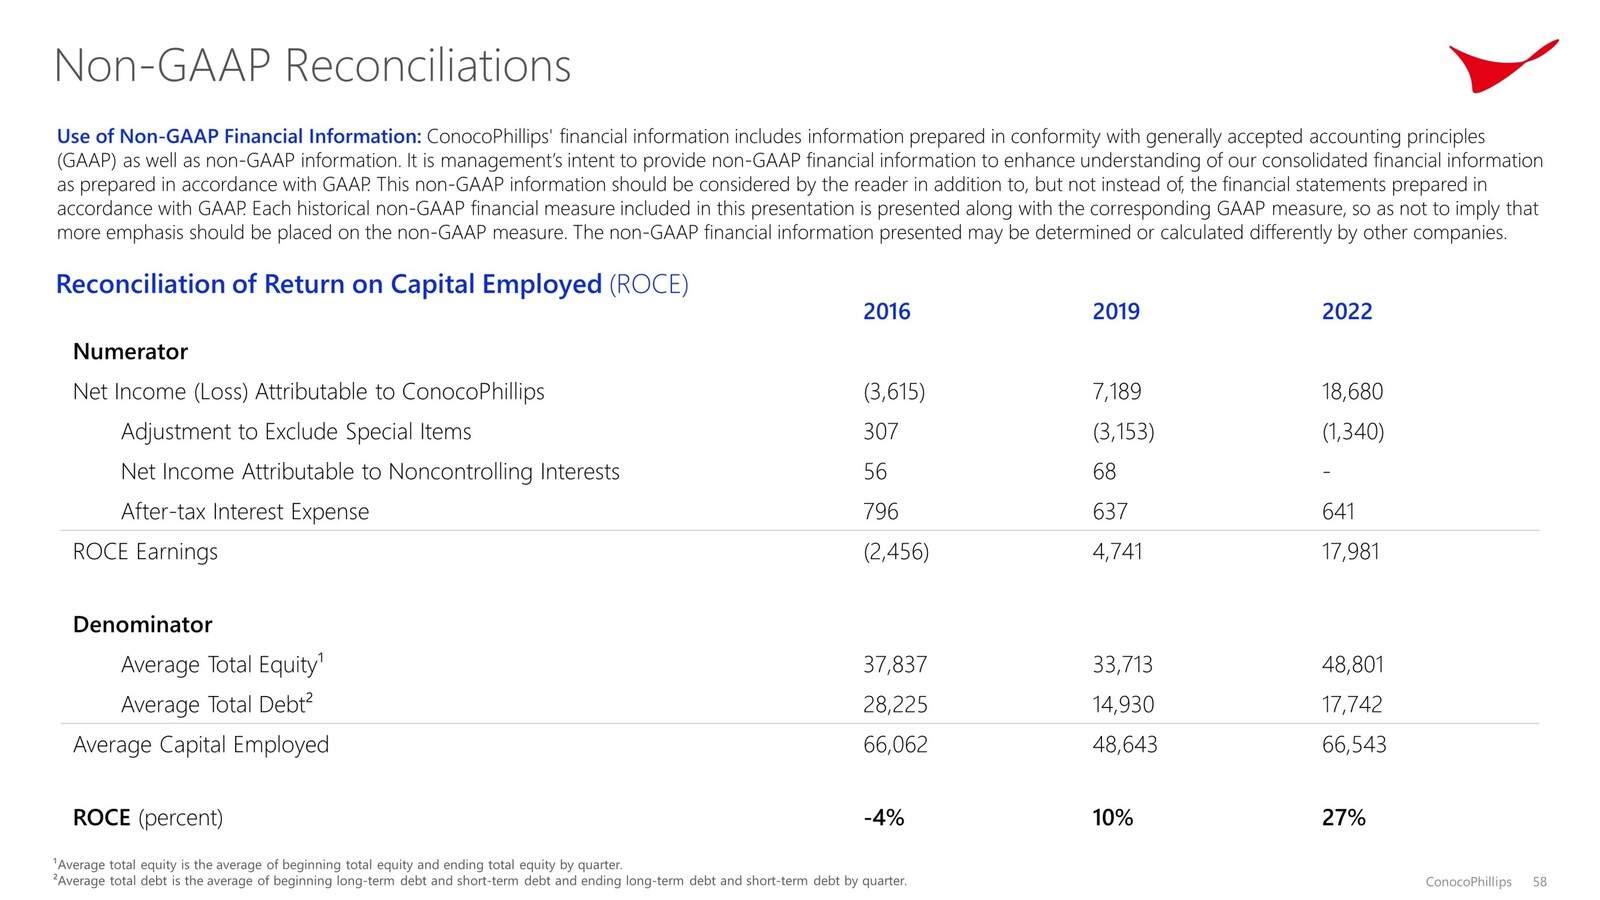 Non-GAAP Reconciliations
Use of Non-GAAP Financial Information: ConocoPhillips' financial information includes information prepared in conformity with generally accepted accounting principles
(GAAP) as well as non-GAAP information. It is management’s intent to provide non-GAAP financial information to enhance understanding of our consolidated financial information
as prepared in accordance with GAAP. This non-GAAP information should be considered by the reader in addition to, but not instead of, the financial statements prepared in
accordance with GAAP. Each historical non-GAAP financial measure included in this presentation is presented along with the corresponding GAAP measure, so as not to imply that
more emphasis should be placed on the non-GAAP measure. The non-GAAP financial information presented may be determined or calculated differently by other companies.
Reconciliation of Return on Capital Employed (ROCE)
2016 2019 2022
Numerator
Net Income (Loss) Attributable to ConocoPhillips (3,615) 7,189 18,680
Adjustment to Exclude Special Items 307 (3,153) (1,340)
Net Income Attributable to Noncontrolling Interests 56 68 -
After-tax Interest Expense 796 637 641
ROCE Earnings (2,456) 4,741 17,981
Denominator
Average Total Equity¹ 37,837 33,713 48,801
Average Total Debt² 28,225 14,930 17,742
Average Capital Employed 66,062 48,643 66,543
ROCE (percent) -4% 10% 27%
¹Average total equity is the average of beginning total equity and ending total equity by quarter.
²Average total debt is the average of beginning long-term debt and short-term debt and ending long-term debt and short-term debt by quarter.
ConocoPhillips 58